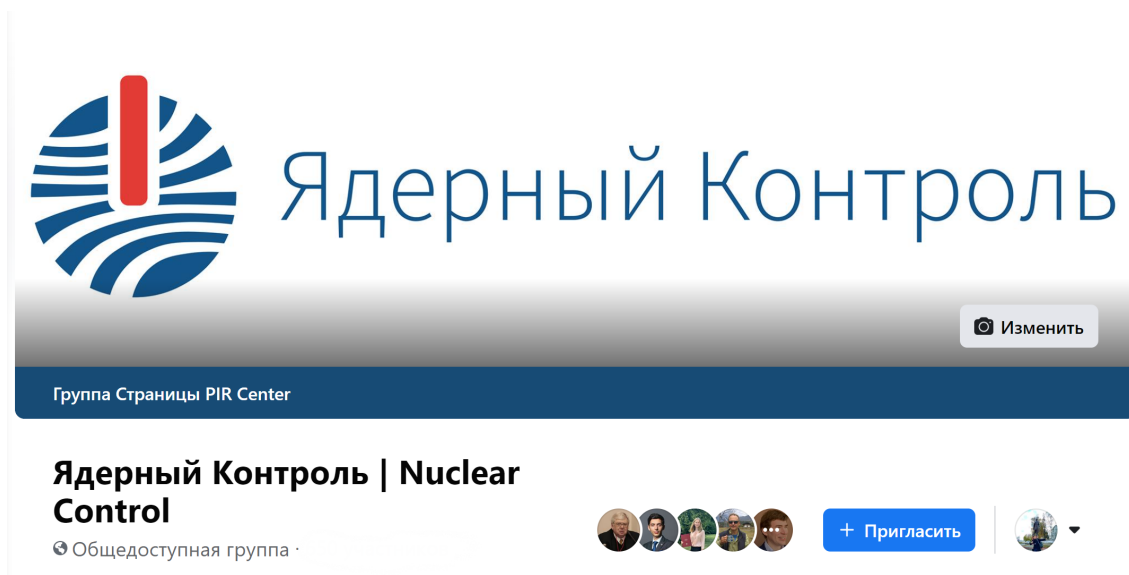 Ядерный Контроль
Изменить
Группа Страницы PIR Center
Ядерный Контроль | Nuclear
Control
Общедоступная группа ·
+ Пригласить